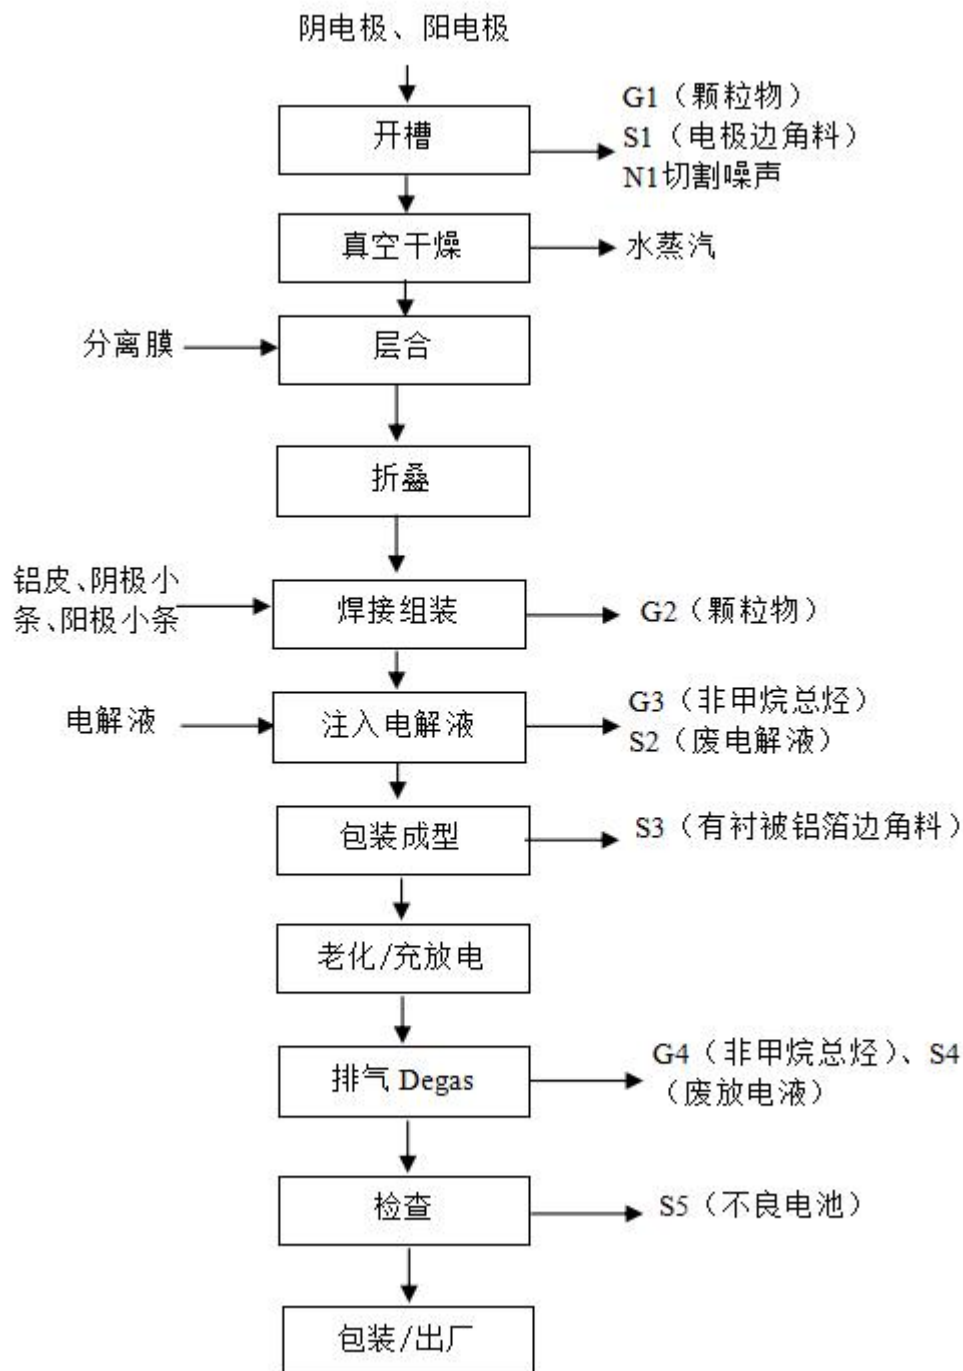 阴电极、阳电极
开槽
G1（颗粒物）
S1（电极边角料）
N1切割噪声
真空干燥
水蒸汽
分离膜
层合
折叠
铝皮、阴极小
条、阳极小条
焊接组装
G2（颗粒物）
电解液
注入电解液
G3（非甲烷总烃）
S2（废电解液）
包装成型
S3（有衬被铝箔边角料）
老化/充放电
排气 Degas
G4（非甲烷总烃）、S4
（废放电液）
检查
S5（不良电池）
包装/出厂